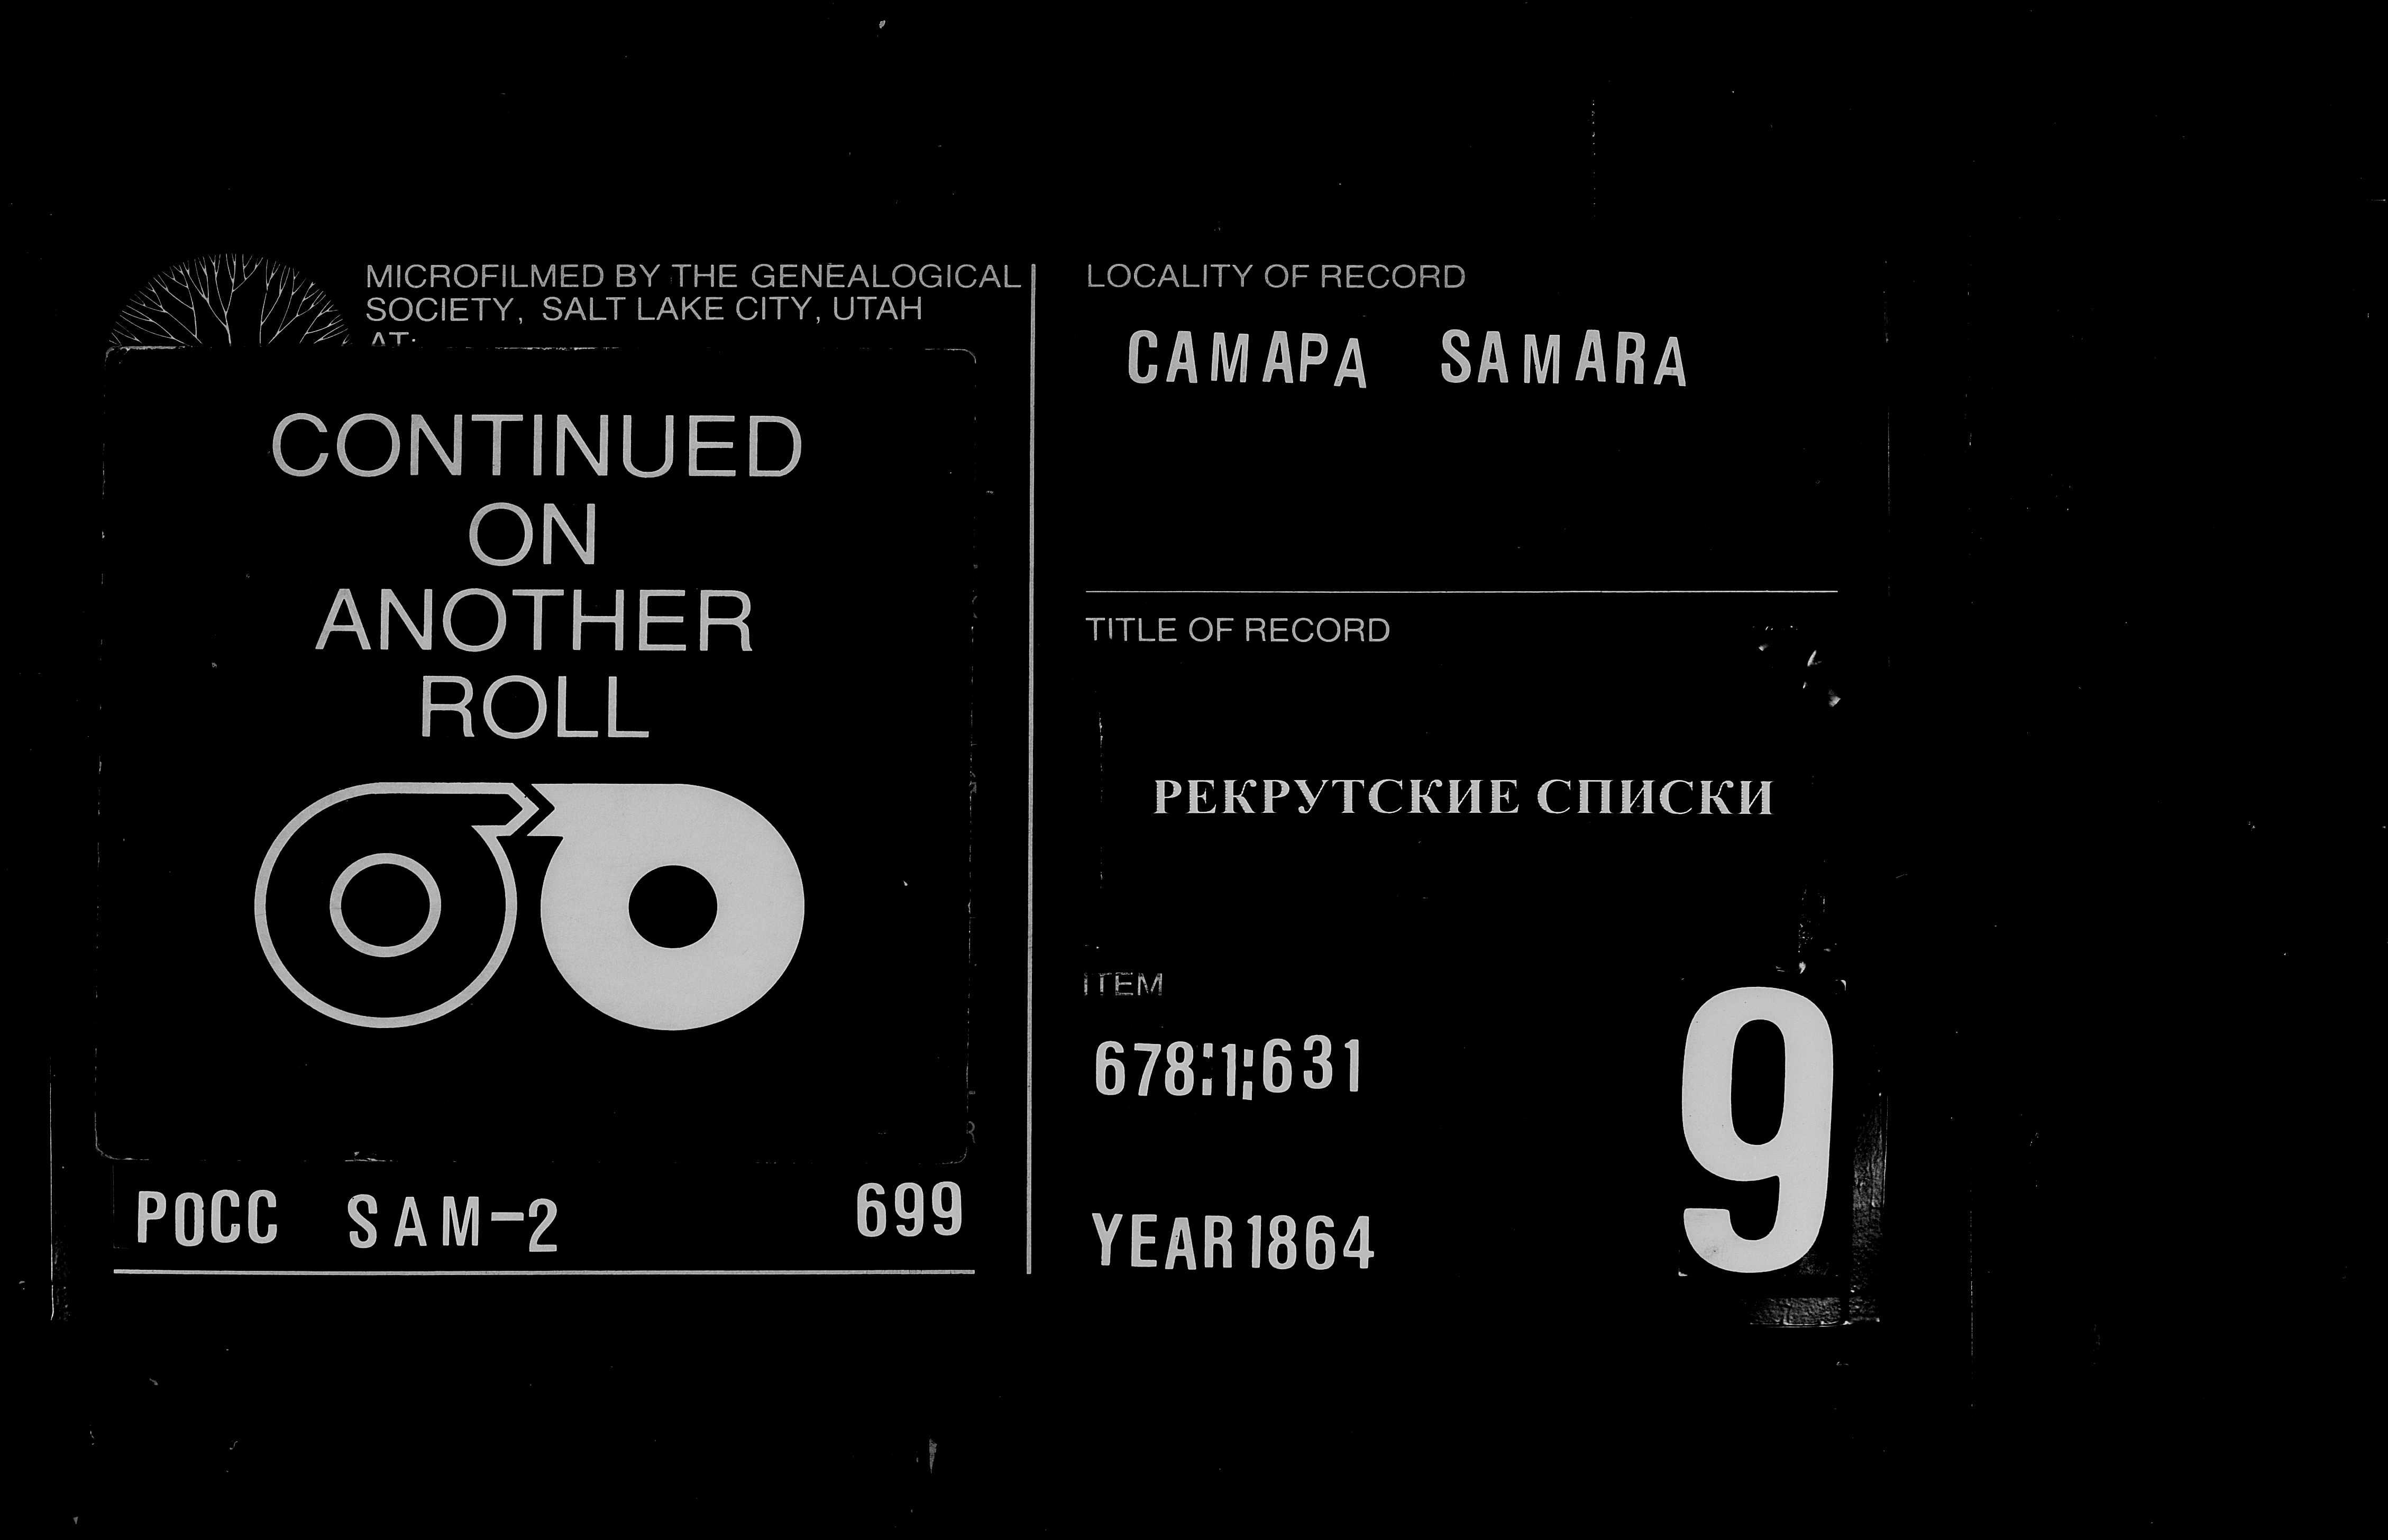 MICROFILMED BY THE GENEALOGICAL
SOCIETY, SALT LAKE CITY, UTAH
AT:
CONTINUED
ON
ANOTHER
ROLL
РОСС SAM-2 699
LOCALITY OF RECORD
САМАРА SAMARA
TITLE OF RECORD
РЕКРУТСКИЕ СПИСКИ
ITEM
678:1:631
9
YEAR 1864